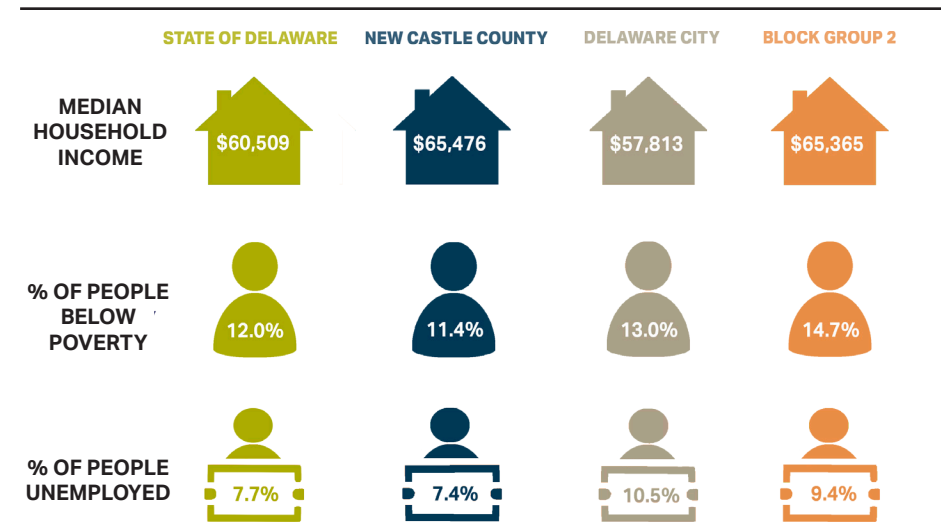 STATE OF DELAWARE NEW CASTLE COUNTY DELAWARE CITY BLOCK GROUP 2
MEDIAN
HOUSEHOLD
INCOME
$60,509 $65,476 $57,813 $65,365
% OF PEOPLE
BELOW
POVERTY
12.0% 11.4% 13.0% 14.7%
% OF PEOPLE
UNEMPLOYED
7.7% 7.4% 10.5% 9.4%